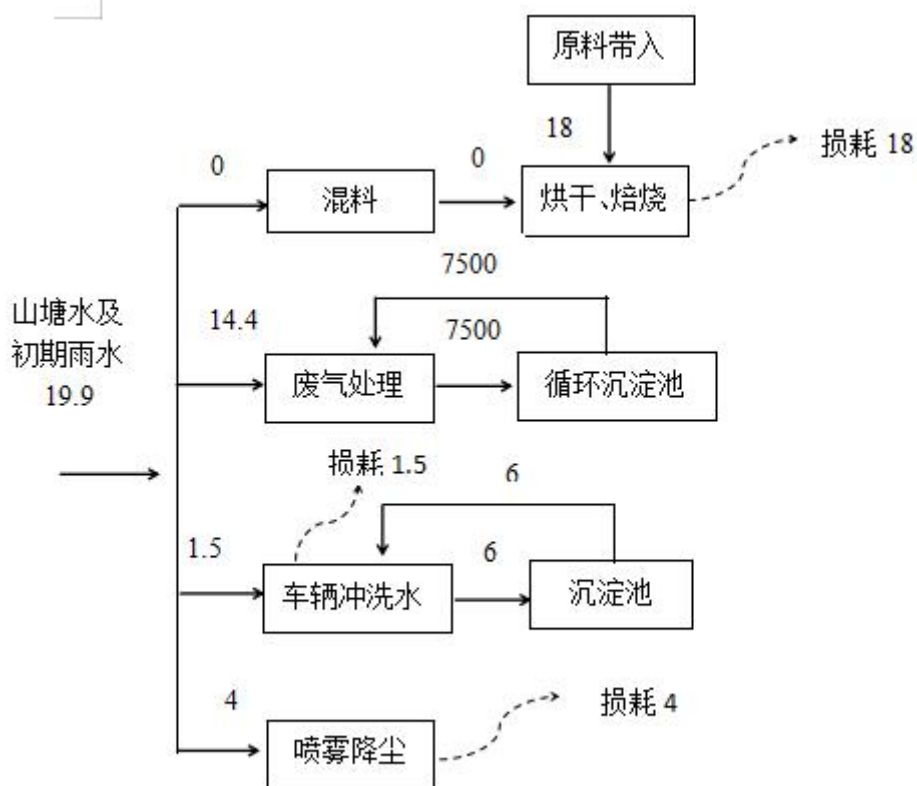 原料带入
18
损耗 18
0
0
混料
烘干、焙烧
7500
山塘水及
初期雨水
19.9
14.4
7500
废气处理
循环沉淀池
损耗 1.5
6
1.5
6
车辆冲洗水
沉淀池
4
损耗 4
喷雾降尘